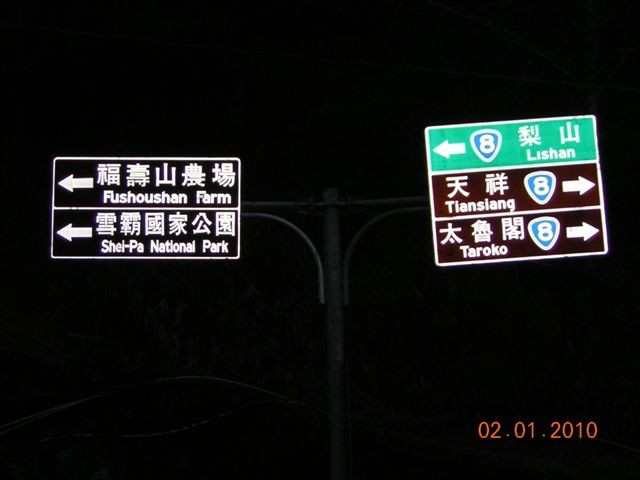 福壽山農場
Fushoushan Farm
雪霸國家公園
Shei-Pa National Park
8 梨山
Lishan
天祥 8
Tiansiang
太魯閣 8
Taroko
02.01.2010